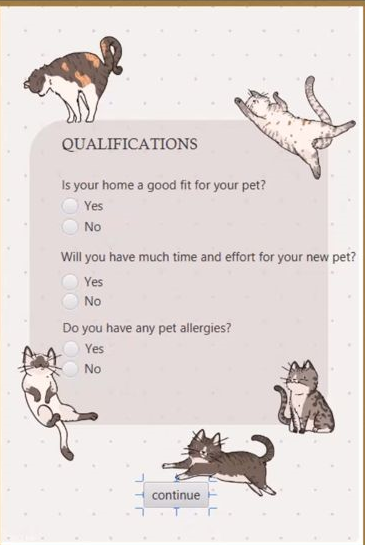 QUALIFICATIONS
Is your home a good fit for your pet?
Yes
No
Will you have much time and effort for your new pet?
Yes
No
Do you have any pet allergies?
Yes
No
continue